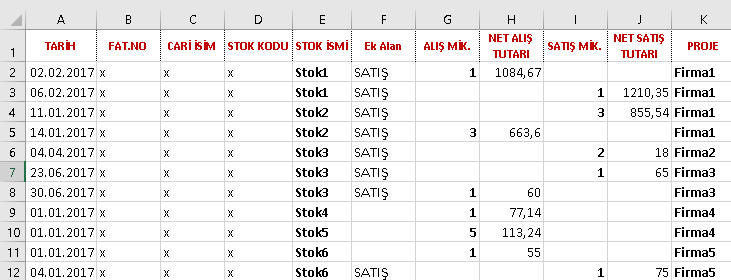 A B C D E F G H I J K
1 TARİH FAT.NO CARİ İSİM STOK KODU STOK İSMİ Ek Alan ALIŞ MİK. NET ALIŞ TUTARI SATIŞ MİK. NET SATIŞ TUTARI PROJE
2 02.02.2017 x x x Stok1 SATIŞ 1 1084,67 Firma1
3 06.02.2017 x x x Stok1 SATIŞ 1 1210,35 Firma1
4 11.01.2017 x x x Stok2 SATIŞ 3 855,54 Firma1
5 14.01.2017 x x x Stok2 SATIŞ 3 663,6 Firma1
6 04.04.2017 x x x Stok3 SATIŞ 2 18 Firma2
7 23.06.2017 x x x Stok3 SATIŞ 1 65 Firma3
8 30.06.2017 x x x Stok3 SATIŞ 1 60 Firma3
9 01.01.2017 x x x Stok4 1 77,14 Firma4
10 01.01.2017 x x x Stok5 5 113,24 Firma4
11 01.01.2017 x x x Stok6 1 55 Firma5
12 04.01.2017 x x x Stok6 SATIŞ 1 75 Firma5